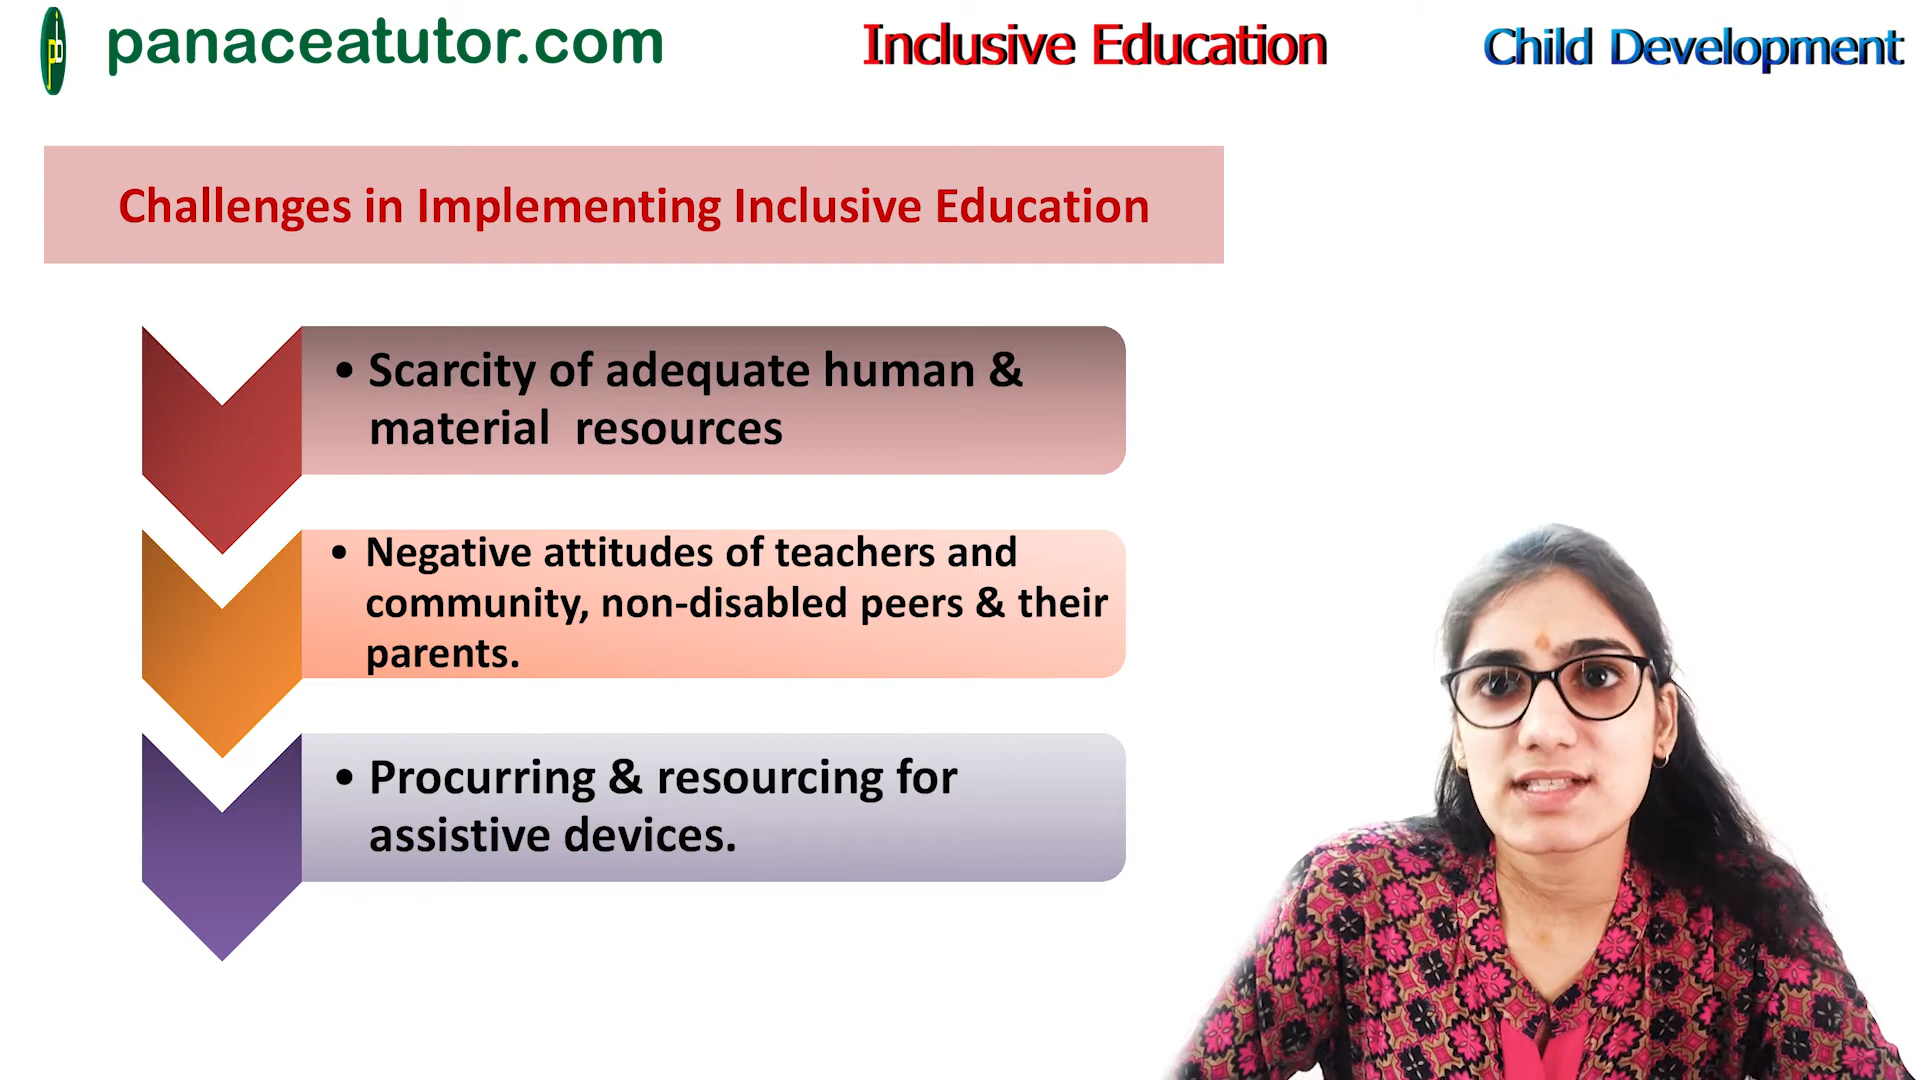 panaceatutor.com
Inclusive Education
Child Development
Challenges in Implementing Inclusive Education
• Scarcity of adequate human &
material resources
• Negative attitudes of teachers and
community, non-disabled peers & their
parents.
• Procurring & resourcing for
assistive devices.